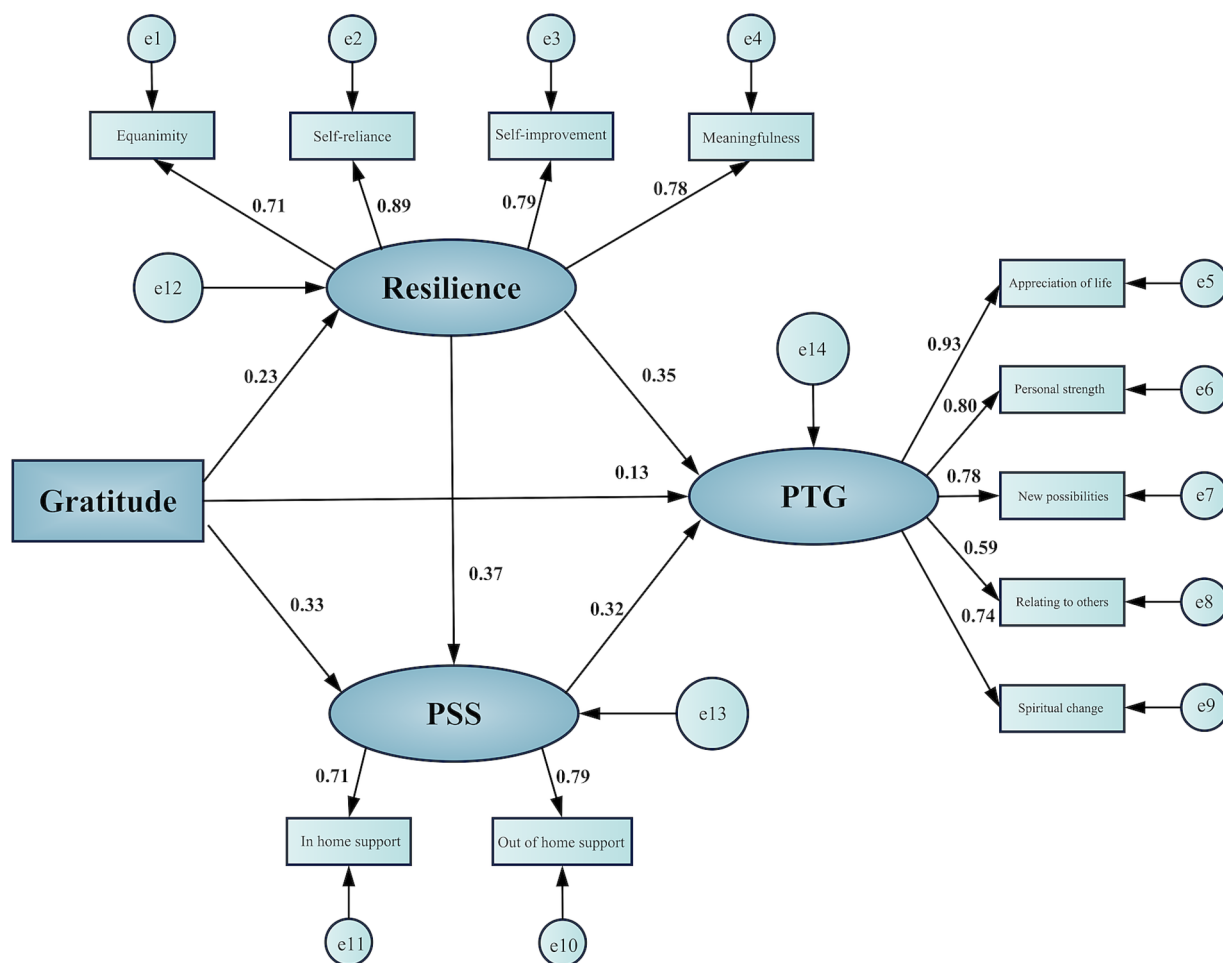 e1
e2
e3
e4
Equanimity
Self-reliance
Self-improvement
Meaningfulness
0.71
0.89
0.79
0.78
e12
Resilience
Appreciation of life
e5
e14
0.93
0.23
0.35
Personal strength
e6
0.80
Gratitude
0.13
PTG
0.78
New possibilities
e7
0.59
0.33
0.37
0.32
Relating to others
e8
0.74
PSS
e13
Spiritual change
e9
0.71
0.79
In home support
Out of home support
e11
e10